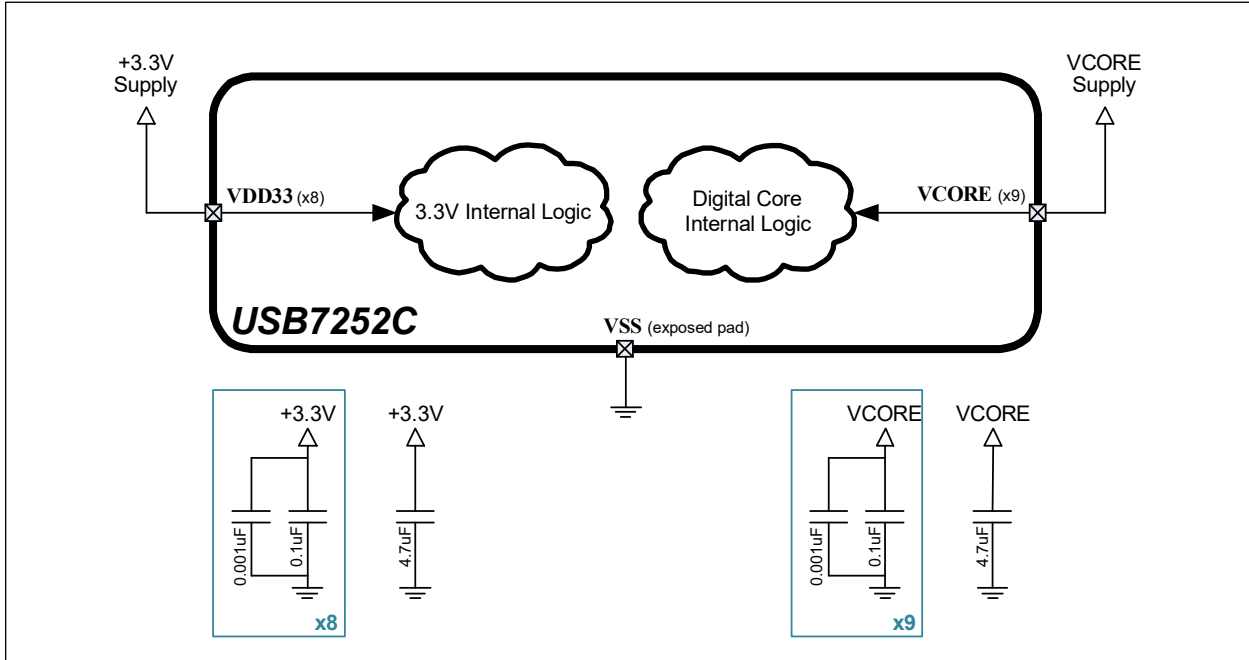 +3.3V
Supply
VCORE
Supply
VDD33 (x8)
3.3V Internal Logic
Digital Core
Internal Logic
VCORE (x9)
USB7252C
VSS (exposed pad)
+3.3V
+3.3V
0.001uF
0.1uF
4.7uF
x8
VCORE
VCORE
0.001uF
0.1uF
4.7uF
x9